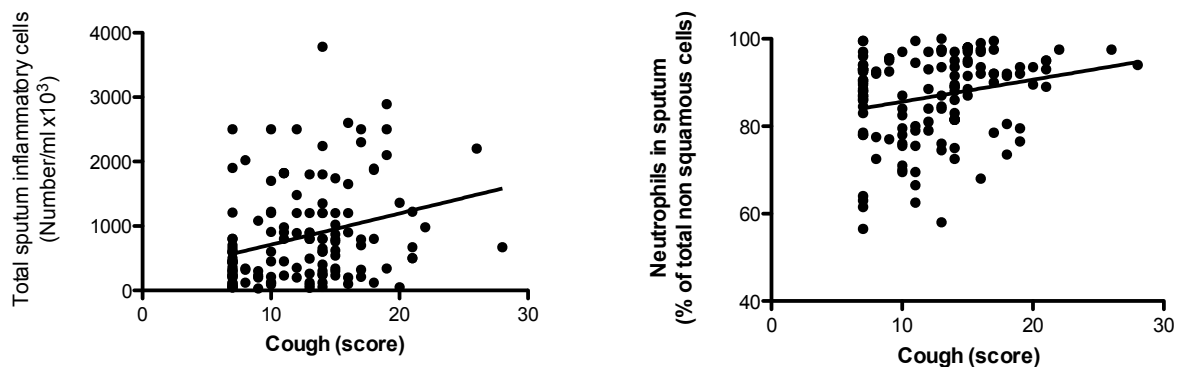 Total sputum inflammatory cells
(Number/ml x10³)
4000
3000
2000
1000
0
0 10 20 30
Cough (score)
Neutrophils in sputum
(% of total non squamous cells)
100
80
60
40
0 10 20 30
Cough (score)